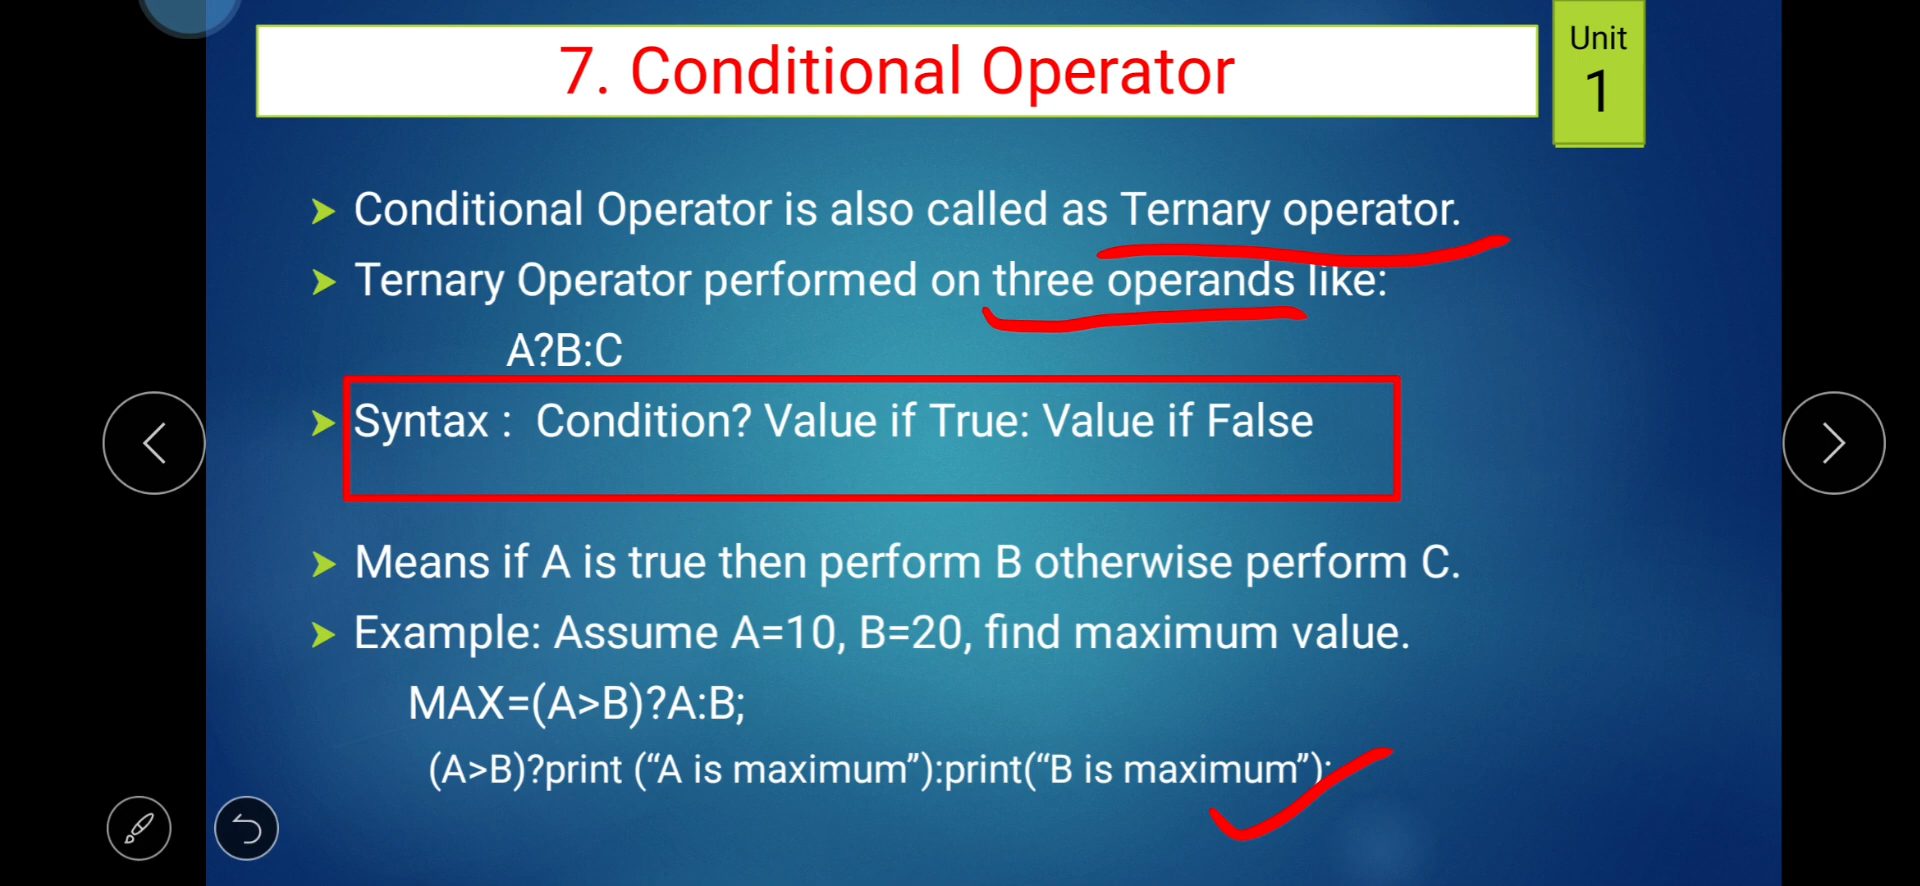 7. Conditional Operator
Unit
1
Conditional Operator is also called as Ternary operator.
Ternary Operator performed on three operands like:
A?B:C
Syntax : Condition? Value if True: Value if False
Means if A is true then perform B otherwise perform C.
Example: Assume A=10, B=20, find maximum value.
MAX=(A>B)?A:B;
(A>B)?print (“A is maximum”):print(“B is maximum”);